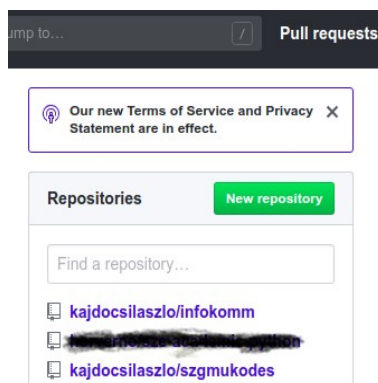 ump to...
/
Pull requests
Our new Terms of Service and Privacy
Statement are in effect.
Repositories
New repository
Find a repository...
kajdocsilaszlo/infokomm
kajdocsilaszlo/szgmukodes